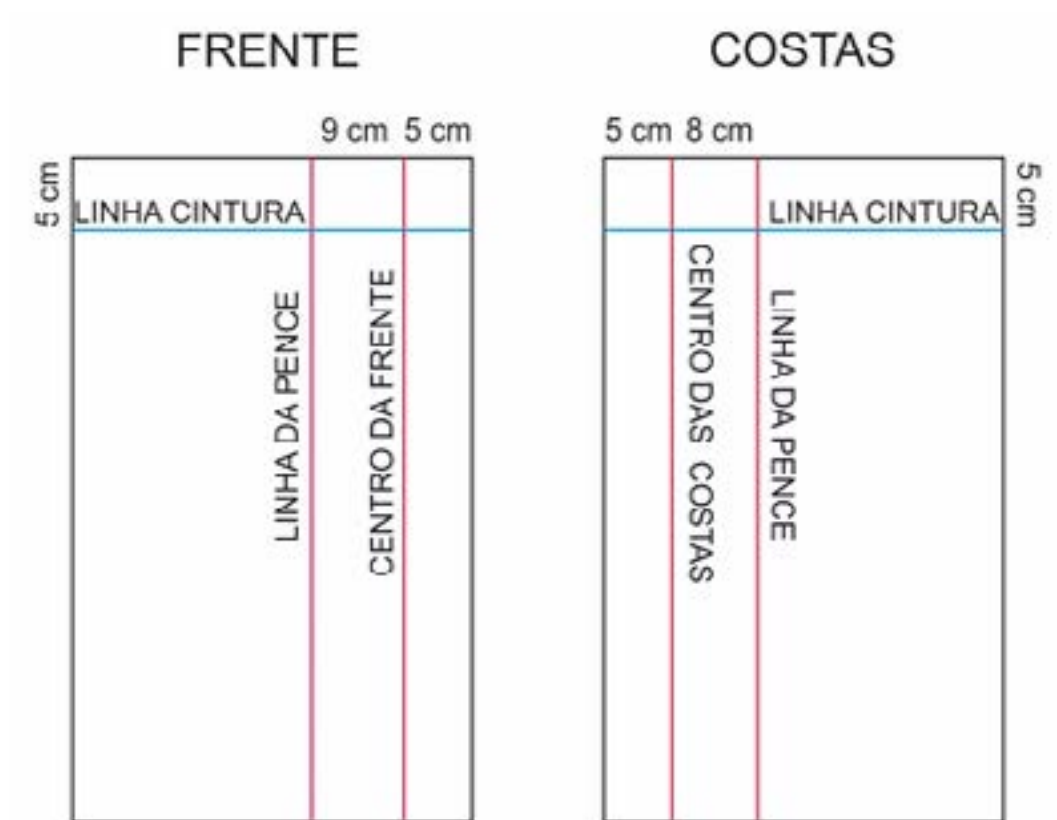 FRENTE
COSTAS
9 cm 5 cm
5 cm 8 cm
5 cm
LINHA CINTURA
LINHA DA PENCE
CENTRO DA FRENTE
5 cm
LINHA CINTURA
CENTRO DAS COSTAS
LINHA DA PENCE